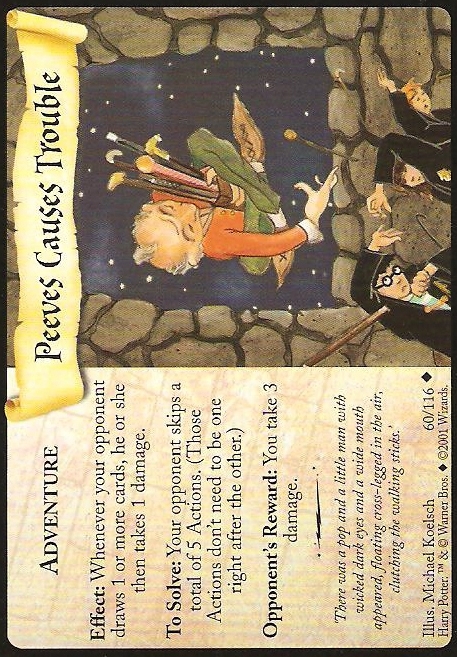 Peeves Causes Trouble
ADVENTURE
Effect: Whenever your opponent
draws 1 or more cards, he or she
then takes 1 damage.
To Solve: Your opponent skips a
total of 5 Actions. (Those
Actions don't need to be one
right after the other.)
Opponent's Reward: You take 3
damage.
'There was a pop and a little man with
wicked dark eyes and a wide mouth
appeared, floating cross-legged in the air,
clutching the walking sticks.'
Illus. Michael Koelsch 60/116 ◆
Harry Potter, ™ & © Warner Bros. ◆ ©2001 Wizards.